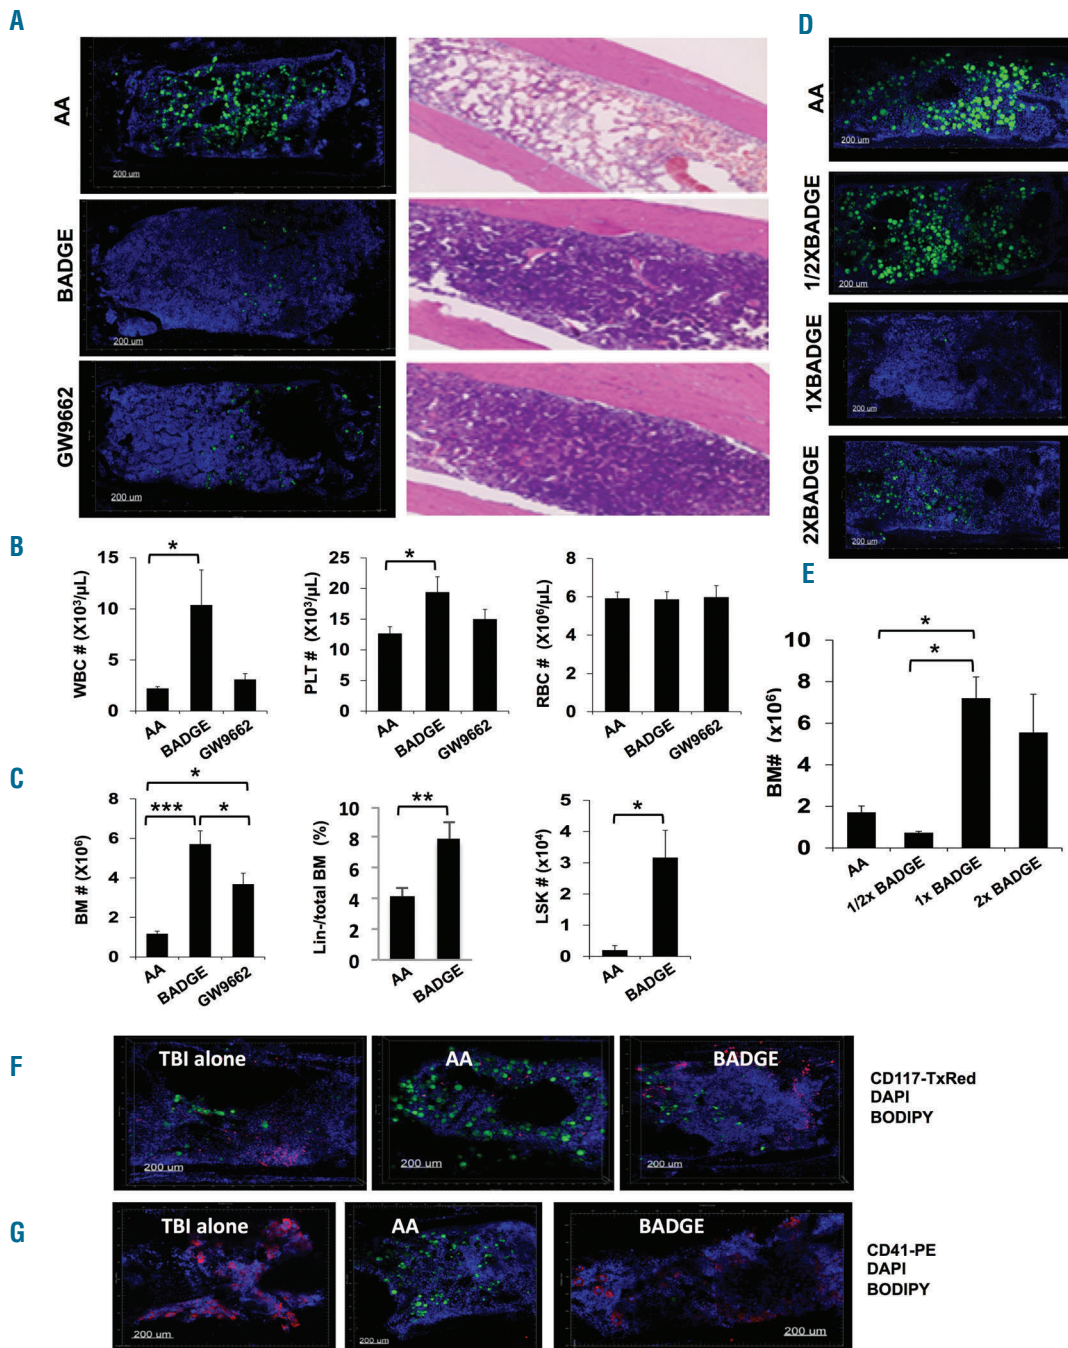 A
AA
200 um
BADGE
200 um
GW9662
200 um
D
AA
200 um
1/2XBADGE
200 um
1XBADGE
200 um
2XBADGE
200 um
B
WBC # (X10³/μL)
15
10
5
0
*
AA
BADGE
GW9662
PLT # (X10³/μL)
25
20
15
10
5
0
*
AA
BADGE
GW9662
RBC # (X10⁶/μL)
8
6
4
2
0
AA
BADGE
GW9662
C
BM # (X10⁶)
8
6
4
2
0
*
***
*
AA
BADGE
GW9662
Lin-/total BM (%)
10
8
6
4
2
0
**
AA
BADGE
LSK # (x10⁴)
5
4
3
2
1
0
*
AA
BADGE
E
BM# (x10⁶)
10
8
6
4
2
0
*
*
AA
1/2x BADGE
1x BADGE
2x BADGE
F
TBI alone
200 um
AA
200 um
BADGE
200 um
CD117-TxRed
DAPI
BODIPY
G
TBI alone
200 um
AA
200 um
BADGE
200 um
CD41-PE
DAPI
BODIPY